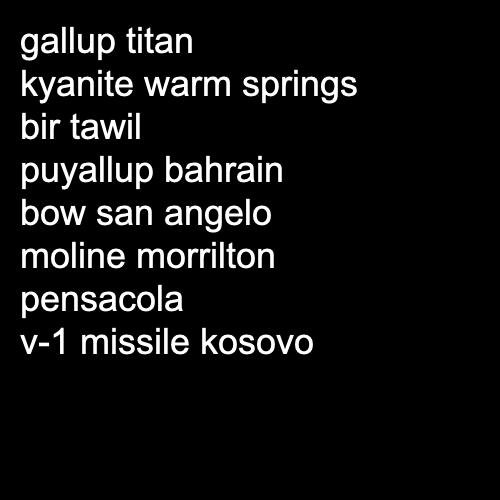 gallup titan
kyanite warm springs
bir tawil
puyallup bahrain
bow san angelo
moline morrilton
pensacola
v-1 missile kosovo